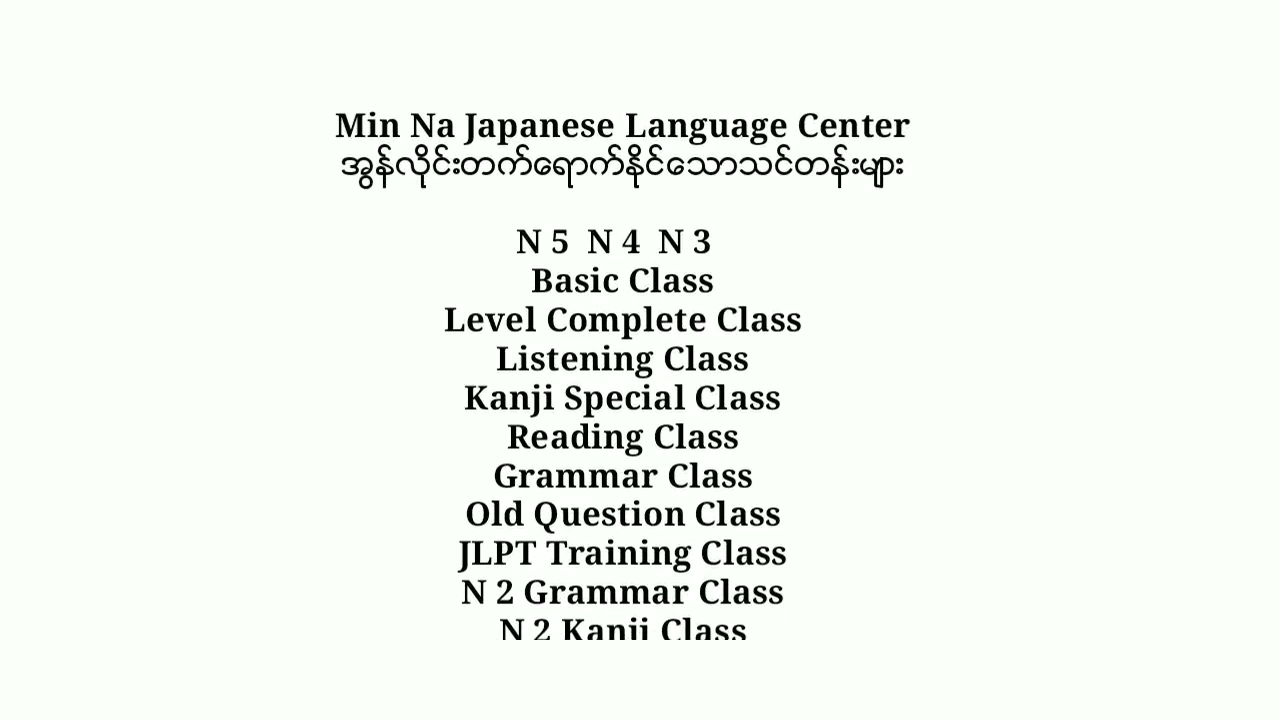 Min Na Japanese Language Center
အွန်လိုင်းတက်ရောက်နိုင်သောသင်တန်းများ
N 5 N 4 N 3
Basic Class
Level Complete Class
Listening Class
Kanji Special Class
Reading Class
Grammar Class
Old Question Class
JLPT Training Class
N 2 Grammar Class
N 2 Kanji Class